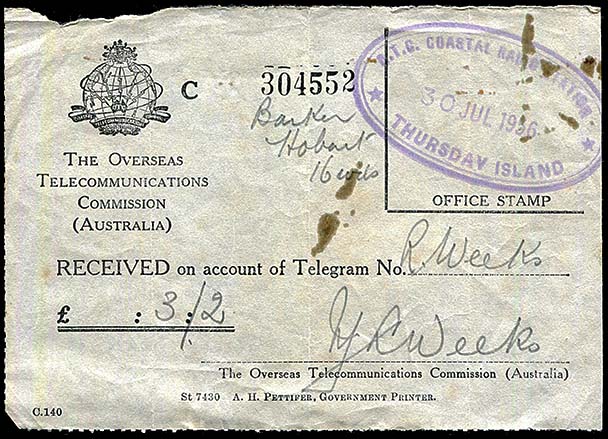 C 304552
Barker
Hobart
16 wds
O.T.C. COASTAL RADIO STATION
30 JUL 1956
THURSDAY ISLAND
OFFICE STAMP
THE OVERSEAS
TELECOMMUNICATIONS
COMMISSION
(AUSTRALIA)
RECEIVED on account of Telegram No. R. Weeks
£ : 3/2
Weeks
The Overseas Telecommunications Commission (Australia)
St 7430 A. H. PETTIFER, GOVERNMENT PRINTER.
C.140